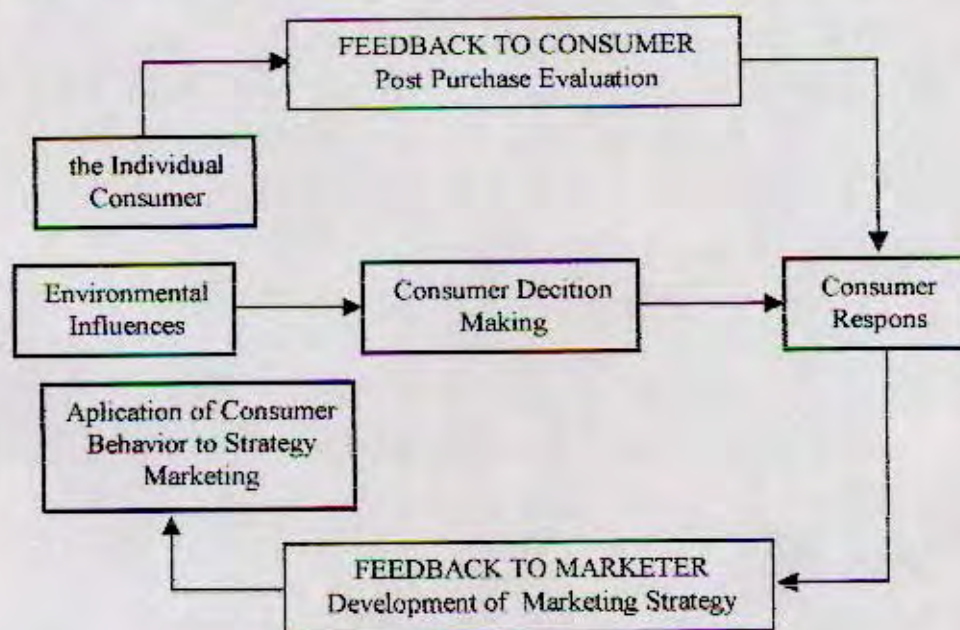 FEEDBACK TO CONSUMER
Post Purchase Evaluation
the Individual
Consumer
Environmental
Influences
Consumer Decition
Making
Consumer
Respons
Aplication of Consumer
Behavior to Strategy
Marketing
FEEDBACK TO MARKETER
Development of Marketing Strategy